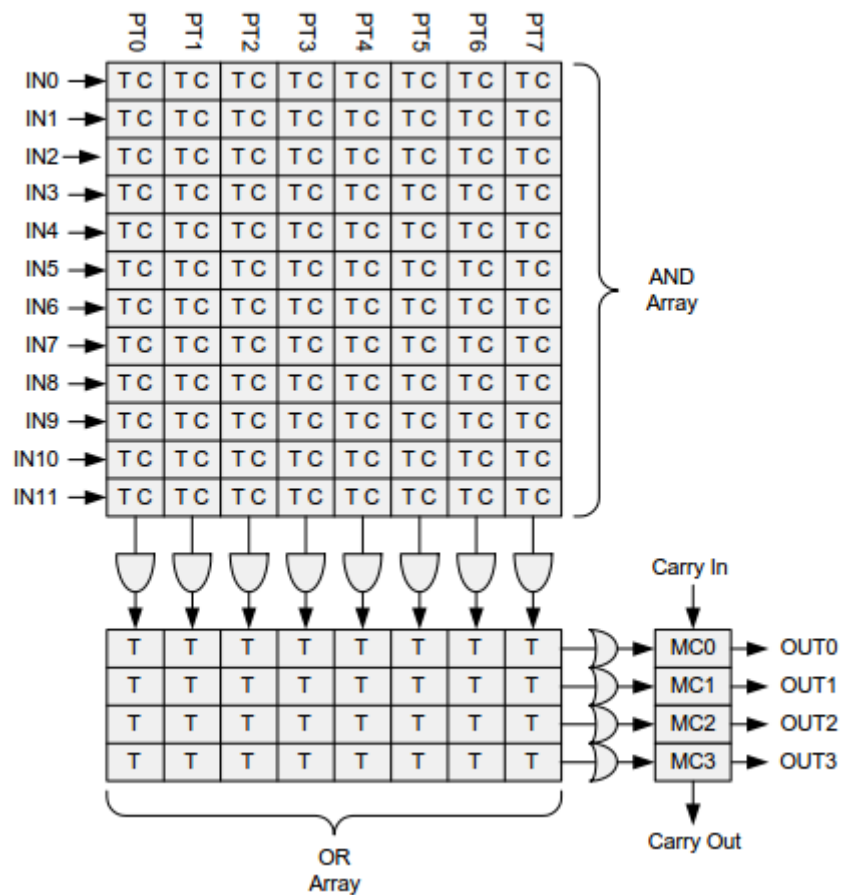 PT0 PT1 PT2 PT3 PT4 PT5 PT6 PT7
IN0 T C T C T C T C T C T C T C T C
IN1 T C T C T C T C T C T C T C T C
IN2 T C T C T C T C T C T C T C T C
IN3 T C T C T C T C T C T C T C T C
IN4 T C T C T C T C T C T C T C T C
IN5 T C T C T C T C T C T C T C T C
IN6 T C T C T C T C T C T C T C T C
IN7 T C T C T C T C T C T C T C T C
IN8 T C T C T C T C T C T C T C T C
IN9 T C T C T C T C T C T C T C T C
IN10 T C T C T C T C T C T C T C T C
IN11 T C T C T C T C T C T C T C T C
AND
Array
Carry In
T T T T T T T T MC0 OUT0
T T T T T T T T MC1 OUT1
T T T T T T T T MC2 OUT2
T T T T T T T T MC3 OUT3
Carry Out
OR
Array